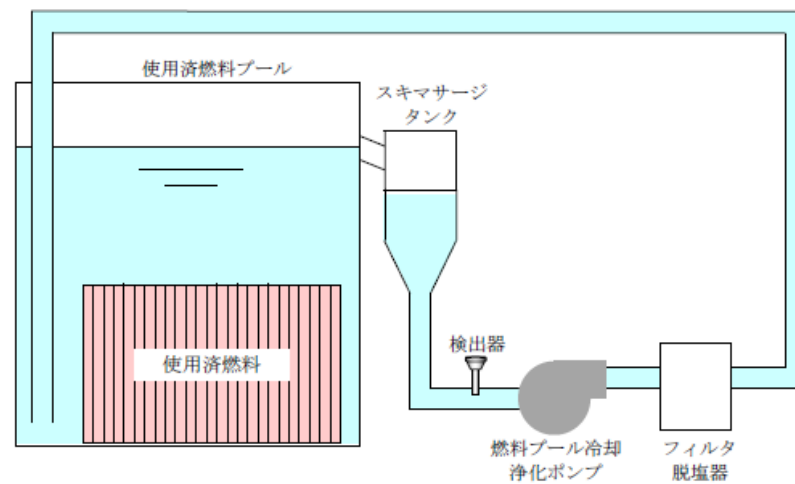 使用済燃料プール
スキマサージ
タンク
使用済燃料
検出器
燃料プール冷却
浄化ポンプ
フィルタ
脱塩器